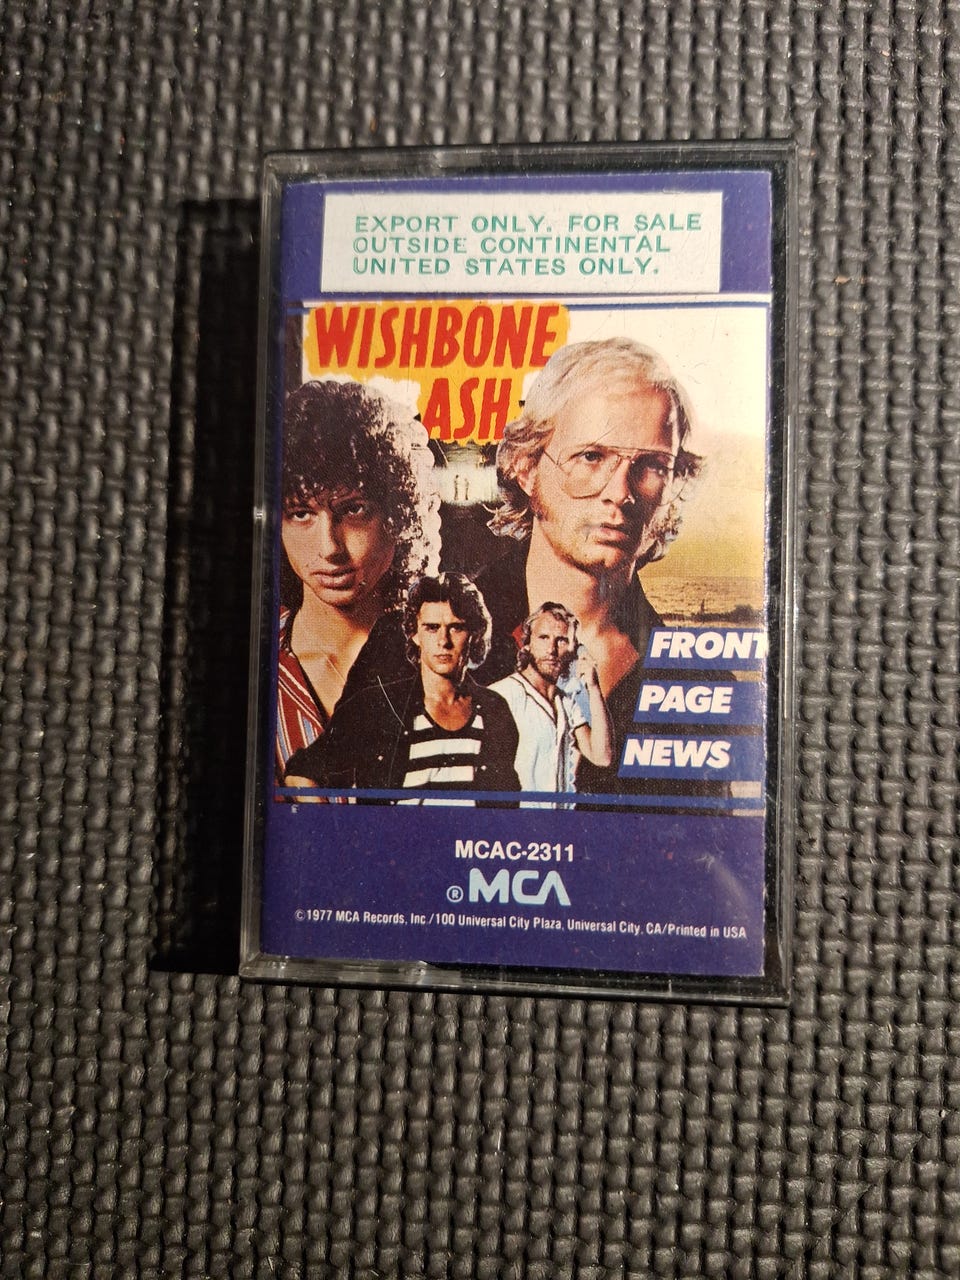 EXPORT ONLY. FOR SALE
OUTSIDE CONTINENTAL
UNITED STATES ONLY.
WISHBONE
ASH
FRONT
PAGE
NEWS
MCAC-2311
® MCA
© 1977 MCA Records, Inc./100 Universal City Plaza, Universal City, CA/Printed in USA